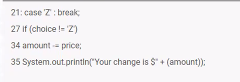 21: case 'Z' : break;
27 if (choice != 'Z')
34 amount -= price;
35 System.out.println("Your change is $" + (amount));